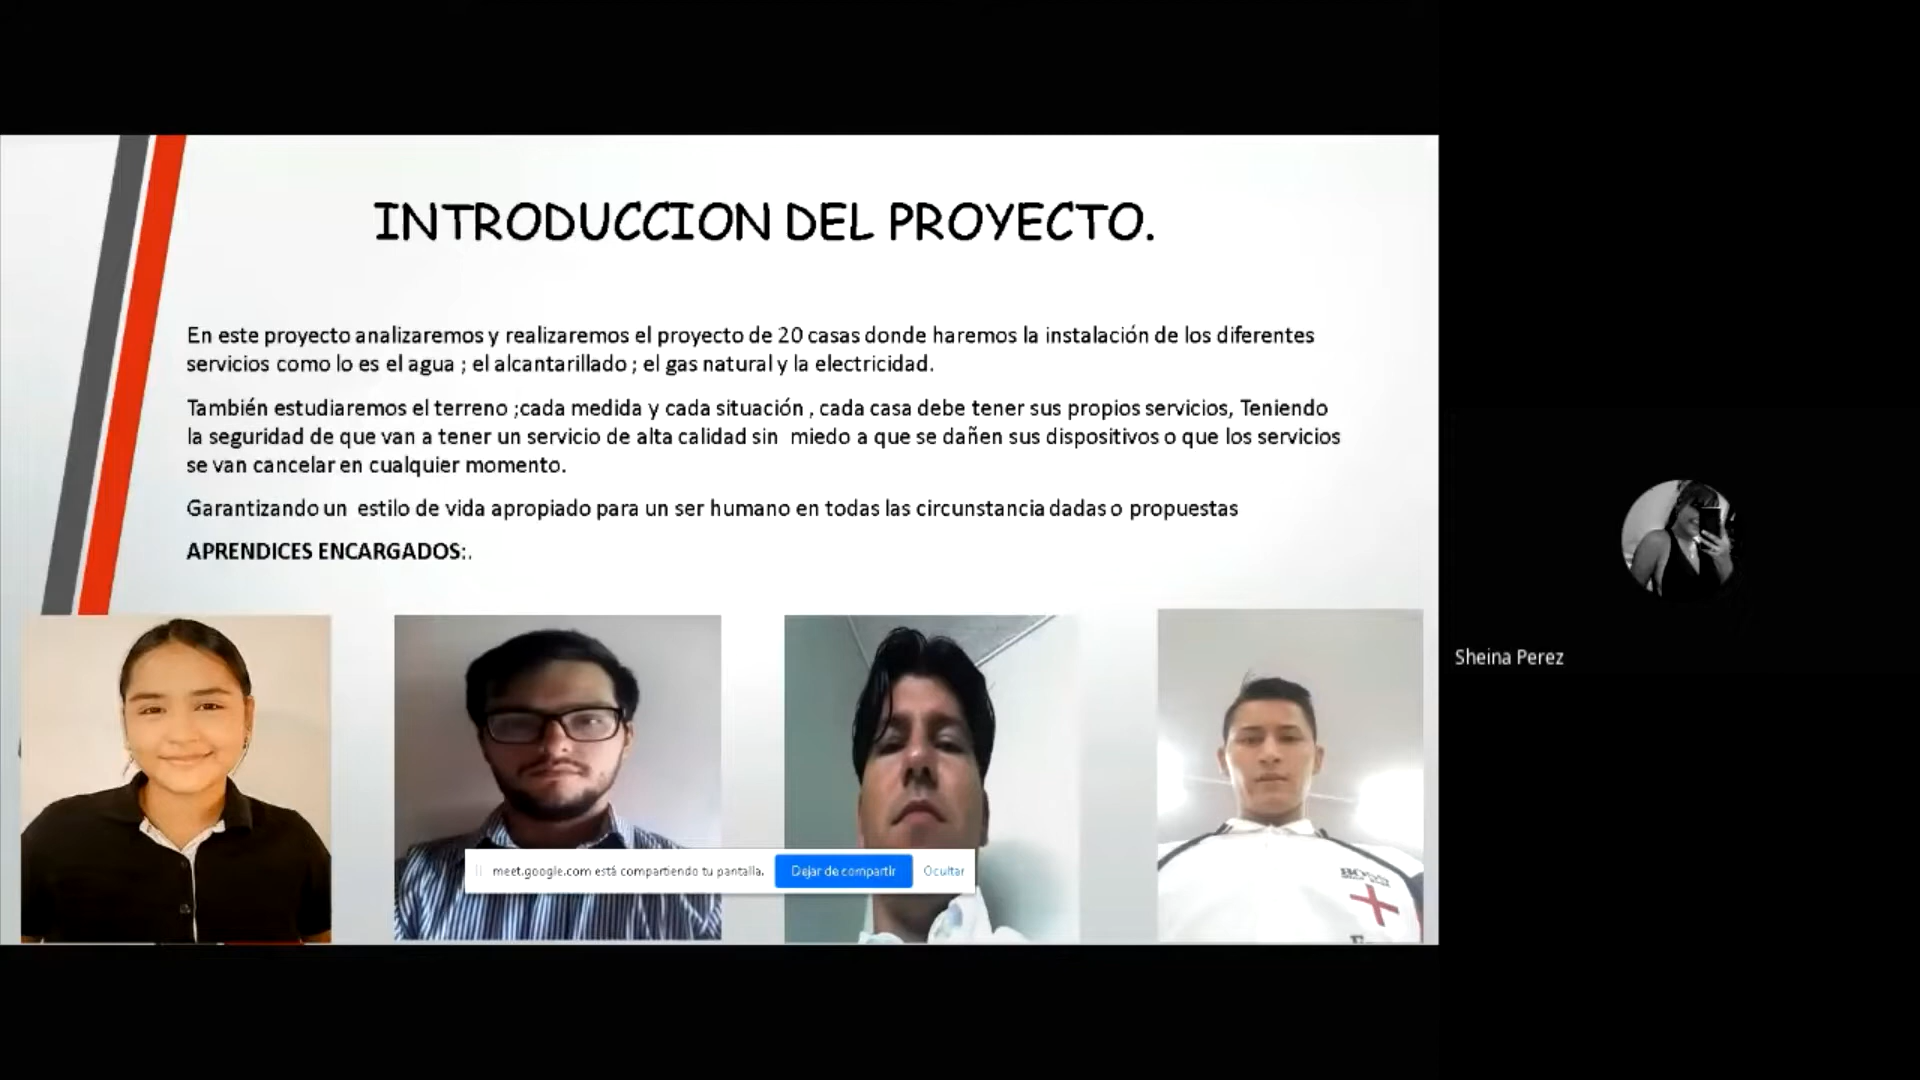 INTRODUCCION DEL PROYECTO.
En este proyecto analizaremos y realizaremos el proyecto de 20 casas donde haremos la instalación de los diferentes
servicios como lo es el agua ; el alcantarillado ; el gas natural y la electricidad.
También estudiaremos el terreno ;cada medida y cada situación , cada casa debe tener sus propios servicios, Teniendo
la seguridad de que van a tener un servicio de alta calidad sin  miedo a que se dañen sus dispositivos o que los servicios
se van cancelar en cualquier momento.
Garantizando un  estilo de vida apropiado para un ser humano en todas las circunstancia dadas o propuestas
APRENDICES ENCARGADOS:.
Sheina Perez
meet.google.com está compartiendo tu pantalla.
Dejar de compartir
Ocultar